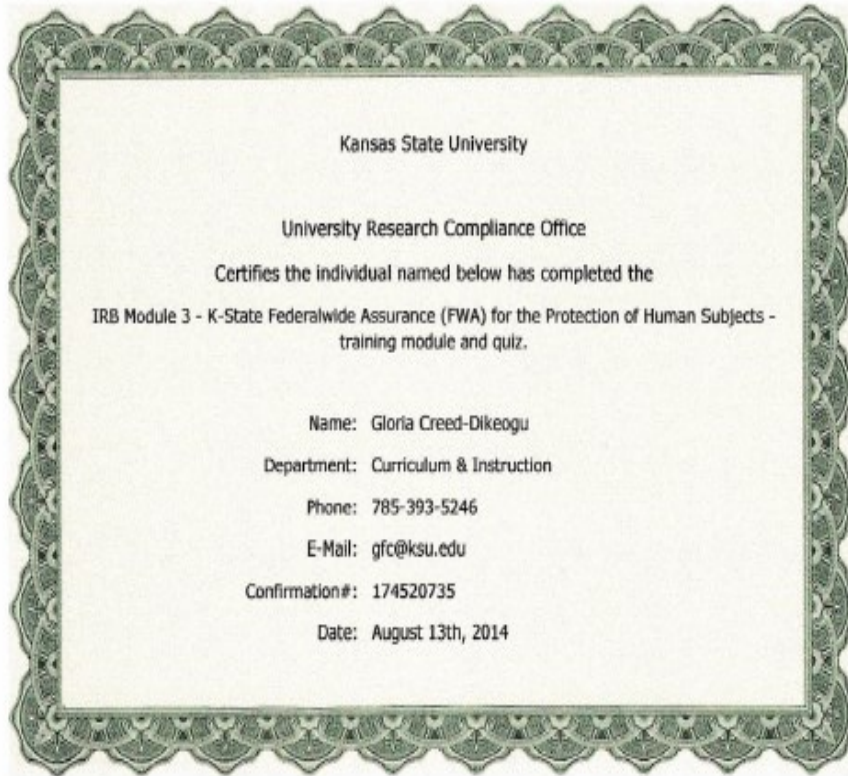 Kansas State University
University Research Compliance Office
Certifies the individual named below has completed the
IRB Module 3 - K-State Federalwide Assurance (FWA) for the Protection of Human Subjects -
training module and quiz.
Name: Gloria Creed-Dikeogu
Department: Curriculum & Instruction
Phone: 785-393-5246
E-Mail: gfc@ksu.edu
Confirmation#: 174520735
Date: August 13th, 2014